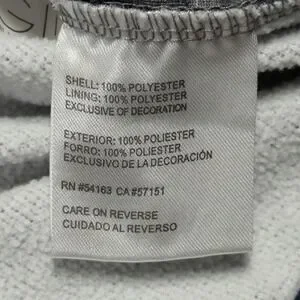 SHELL: 100% POLYESTER
LINING: 100% POLYESTER
EXCLUSIVE OF DECORATION
EXTERIOR: 100% POLIESTER
FORRO: 100% POLIESTER
EXCLUSIVO DE LA DECORACIÓN
RN #54163 CA #57151
CARE ON REVERSE
CUIDADO AL REVERSO